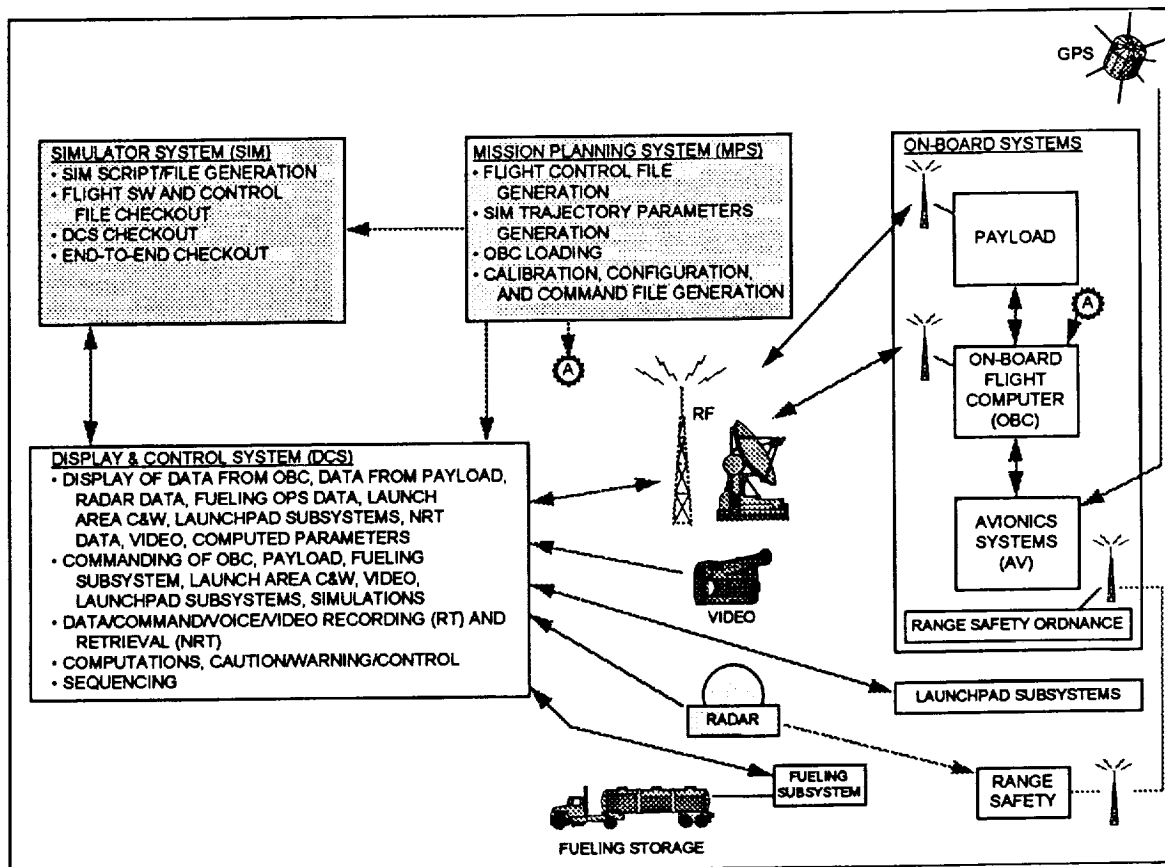 GPS
SIMULATOR SYSTEM (SIM)
• SIM SCRIPT/FILE GENERATION
• FLIGHT SW AND CONTROL
FILE CHECKOUT
• DCS CHECKOUT
• END-TO-END CHECKOUT
MISSION PLANNING SYSTEM (MPS)
• FLIGHT CONTROL FILE
GENERATION
• SIM TRAJECTORY PARAMETERS
GENERATION
• OBC LOADING
• CALIBRATION, CONFIGURATION,
AND COMMAND FILE GENERATION
A
ON-BOARD SYSTEMS
PAYLOAD
A
ON-BOARD
FLIGHT
COMPUTER
(OBC)
AVIONICS
SYSTEMS
(AV)
RANGE SAFETY ORDNANCE
RF
DISPLAY & CONTROL SYSTEM (DCS)
• DISPLAY OF DATA FROM OBC, DATA FROM PAYLOAD,
RADAR DATA, FUELING OPS DATA, LAUNCH
AREA C&W, LAUNCHPAD SUBSYSTEMS, NRT
DATA, VIDEO, COMPUTED PARAMETERS
• COMMANDING OF OBC, PAYLOAD, FUELING
SUBSYSTEM, LAUNCH AREA C&W, VIDEO,
LAUNCHPAD SUBSYSTEMS, SIMULATIONS
• DATA/COMMAND/VOICE/VIDEO RECORDING (RT) AND
RETRIEVAL (NRT)
• COMPUTATIONS, CAUTION/WARNING/CONTROL
• SEQUENCING
VIDEO
LAUNCHPAD SUBSYSTEMS
RADAR
FUELING
SUBSYSTEM
RANGE
SAFETY
FUELING STORAGE